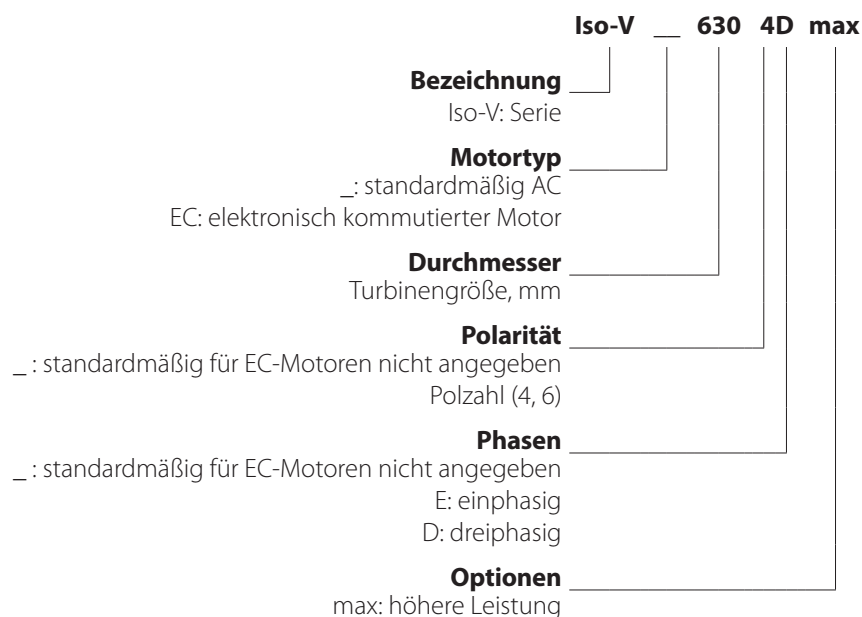 Iso-V __ 630 4D max
Bezeichnung
Iso-V: Serie
Motortyp
_: standardmäßig AC
EC: elektronisch kommutierter Motor
Durchmesser
Turbinengröße, mm
Polarität
_ : standardmäßig für EC-Motoren nicht angegeben
Polzahl (4, 6)
Phasen
_ : standardmäßig für EC-Motoren nicht angegeben
E: einphasig
D: dreiphasig
Optionen
max: höhere Leistung